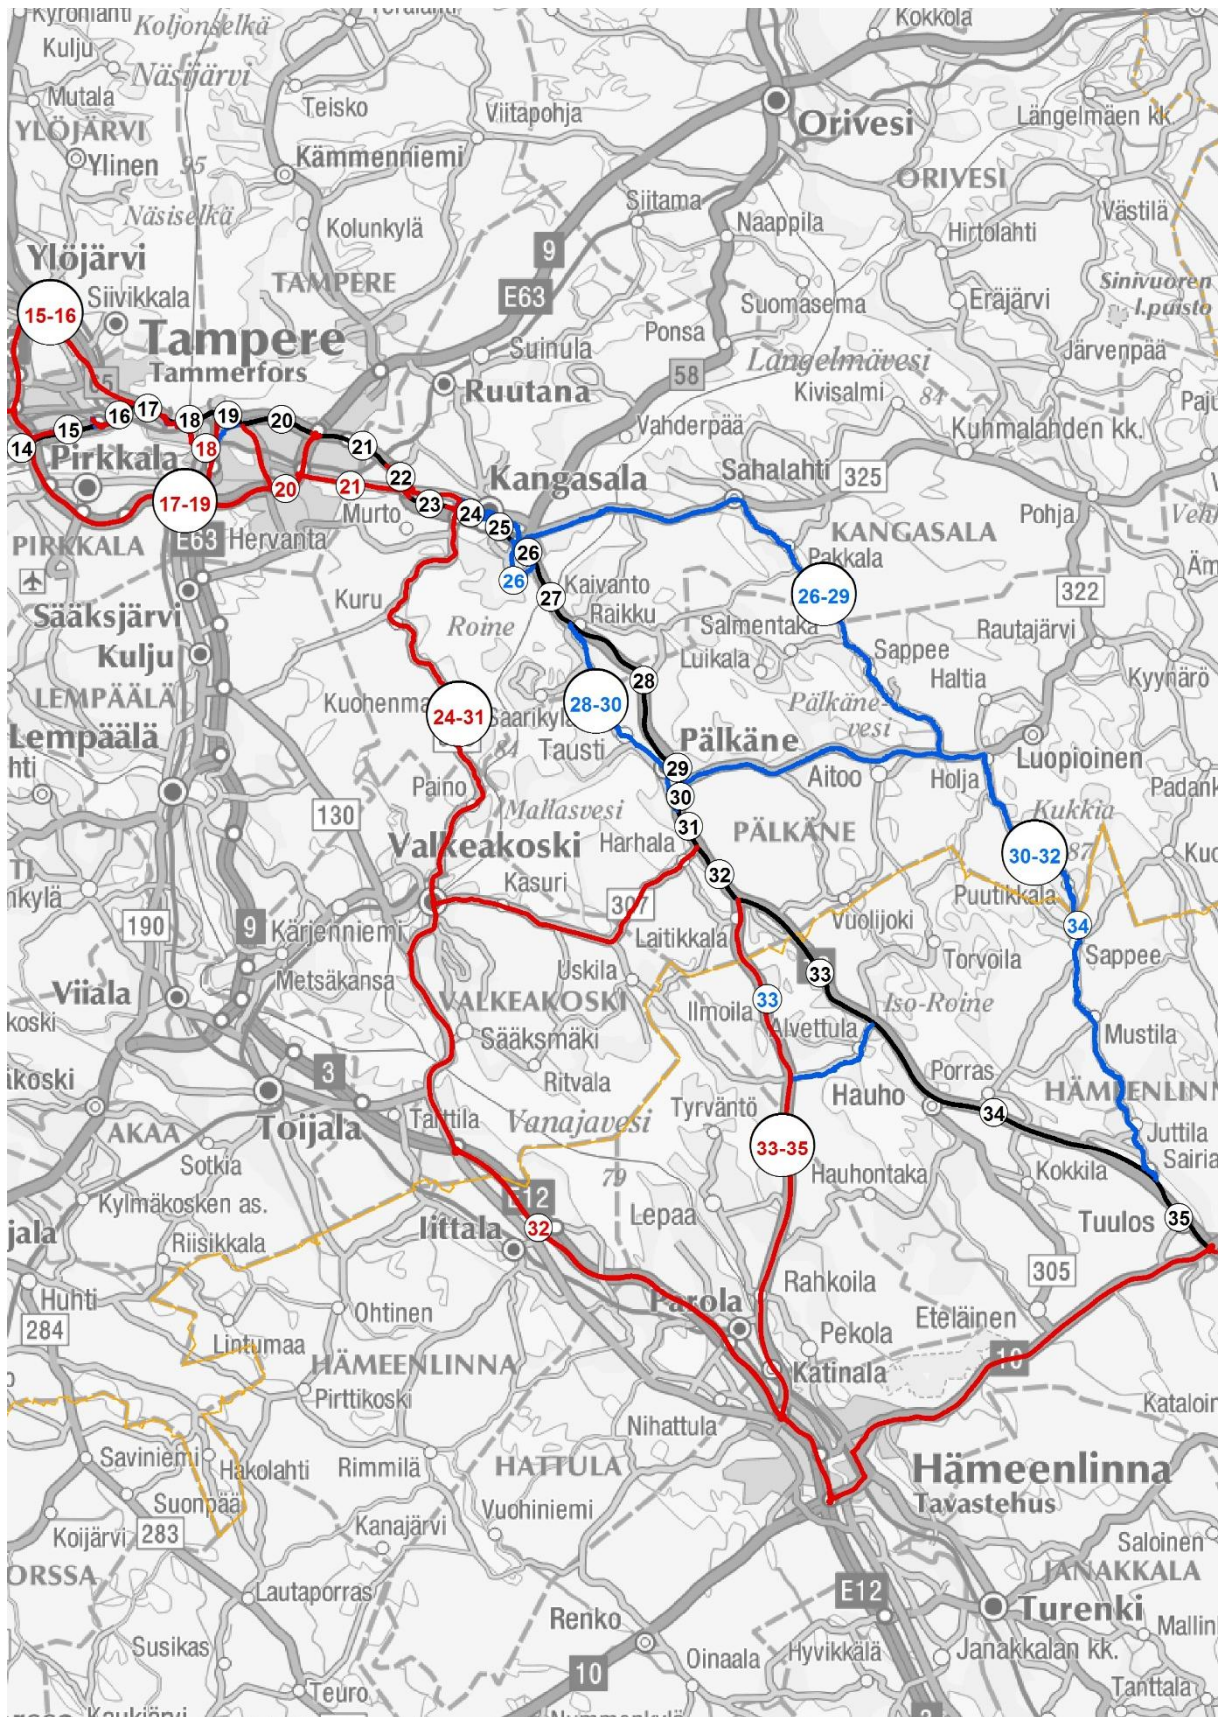 Kokkola
Koljonselkä
Kulju
Näsijärvi
Mutala
Teisko
Viitapohja
Längelmäen kk.
Orivesi
YLÖJÄRVI
Ylinen
95
Kämmenniemi
ORIVESI
Siitama
Västilä
Näsiselkä
Kolunkylä
Naappila
Hirtolahti
9
Ylöjärvi
TAMPERE
E63
Sinivuoren
l.puisto
Siivikkala
15-16
Suomasema
Eräjärvi
Tampere
Tammerfors
Ponsa
Suinula
Längelmävesi
Järvenpää
58
Ruutana
Kivisalmi
84
14
15
16
17
18
19
20
21
18
Vahderpää
Kuhmalahden kk.
Pirkkala
22
Kangasala
Sahalahti
325
17-19
20
21
23
24
25
Murto
Pohja
E63
Hervanta
KANGASALA
PIRKKALA
Pakkala
26
26
Kaivanto
27
Raikku
26-29
322
Kuru
Sääksjärvi
Roine
Salmentaka
Rautajärvi
Kulju
Luikala
Sappee
LEMPÄÄLÄ
28
Haltia
Kyynärö
24-31
28-30
Saarikylä
Pälkäne-
vesi
Lempäälä
84
Tausti
Pälkäne
Luopioinen
29
Aitoo
Holja
Paino
30
Mallasvesi
130
31
Kukkia
Harhala
PÄLKÄNE
Valkeakoski
30-32
87
32
Kasuri
Puutikkala
307
190
9
Kärjenniemi
Laitikkala
Vuolijoki
34
Sappee
Metsäkansa
Uskila
33
Torvoila
Viiala
VALKEAKOSKI
Ilmoila
33
Iso-Roine
Alvettula
Sääksmäki
Mustila
3
Ritvala
Porras
Tyrväntö
Hauho
34
Toijala
Tarttila
Vanajavesi
AKAA
33-35
Juttila
Sotkia
79
Hauhontaka
Kokkila
Kylmäkosken as.
E12
Lepaa
Tuulos
35
Iittala
32
Riisikkala
Rahkoila
305
Huhti
Ohtinen
Parola
Eteläinen
284
Lintumaa
Pekola
HÄMEENLINNA
Katinala
10
Pirttikoski
Nihattula
Saviniemi
Hakolahti
Rimmilä
HATTULA
Hämeenlinna
Tavastehus
Suonpää
Vuohiniemi
Koijärvi
283
Kanajärvi
Saloinen
JANAKKALA
Lautaporras
E12
Turenki
Renko
Susikas
Hyvikkälä
Janakkalan kk.
10
Oinaala
Teuro
Tanttala